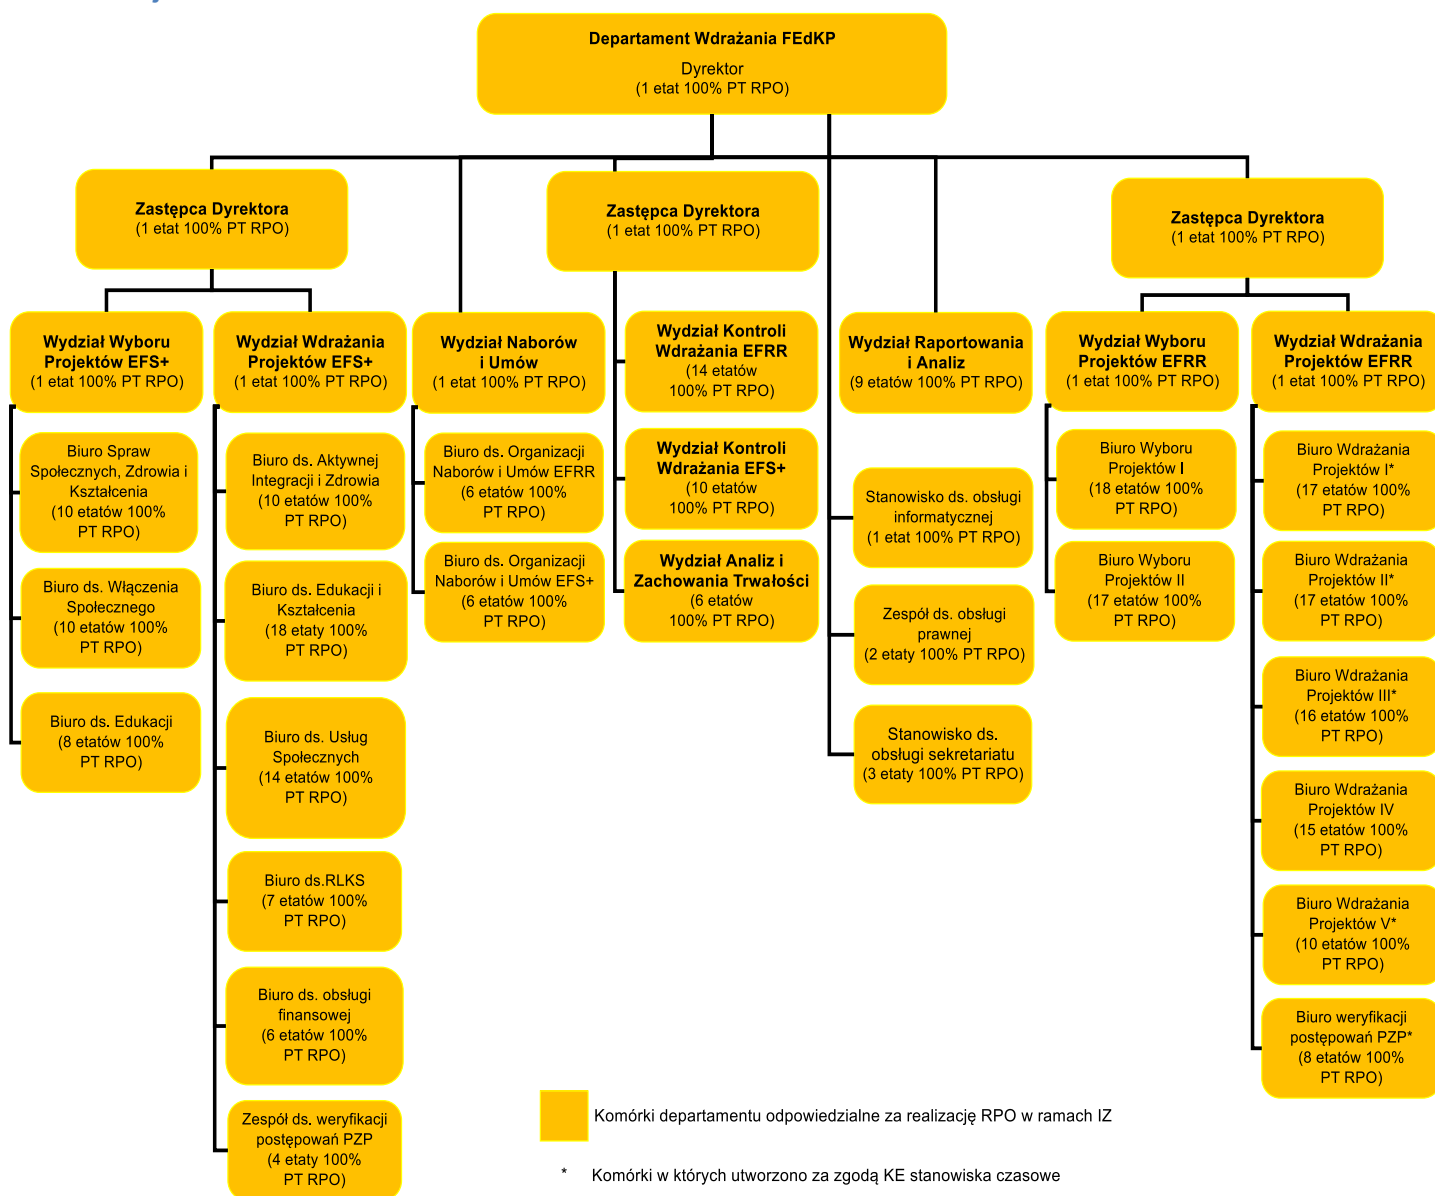 Departament Wdrażania FEdKP
Dyrektor
(1 etat 100% PT RPO)
Zastępca Dyrektora
(1 etat 100% PT RPO)
Zastępca Dyrektora
(1 etat 100% PT RPO)
Zastępca Dyrektora
(1 etat 100% PT RPO)
Wydział Wyboru
Projektów EFS+
(1 etat 100% PT RPO)
Biuro Spraw
Społecznych, Zdrowia i
Kształcenia
(10 etatów 100%
PT RPO)
Biuro ds. Włączenia
Społecznego
(10 etatów 100%
PT RPO)
Biuro ds. Edukacji
(8 etatów 100%
PT RPO)
Wydział Wdrażania
Projektów EFS+
(1 etat 100% PT RPO)
Biuro ds. Aktywnej
Integracji i Zdrowia
(10 etatów 100%
PT RPO)
Biuro ds. Edukacji i
Kształcenia
(18 etaty 100%
PT RPO)
Biuro ds. Usług
Społecznych
(14 etatów 100%
PT RPO)
Biuro ds.RLKS
(7 etatów 100%
PT RPO)
Biuro ds. obsługi
finansowej
(6 etatów 100%
PT RPO)
Zespół ds. weryfikacji
postępowań PZP
(4 etaty 100%
PT RPO)
Wydział Naborów
i Umów
(1 etat 100% PT RPO)
Biuro ds. Organizacji
Naborów i Umów EFRR
(6 etatów 100%
PT RPO)
Biuro ds. Organizacji
Naborów i Umów EFS+
(6 etatów 100%
PT RPO)
Wydział Kontroli
Wdrażania EFRR
(14 etatów
100% PT RPO)
Wydział Kontroli
Wdrażania EFS+
(10 etatów
100% PT RPO)
Wydział Analiz i
Zachowania Trwałości
(6 etatów
100% PT RPO)
Wydział Raportowania
i Analiz
(9 etatów 100% PT RPO)
Stanowisko ds. obsługi
informatycznej
(1 etat 100% PT RPO)
Zespół ds. obsługi
prawnej
(2 etaty 100% PT RPO)
Stanowisko ds.
obsługi sekretariatu
(3 etaty 100% PT RPO)
Wydział Wyboru
Projektów EFRR
(1 etat 100% PT RPO)
Biuro Wyboru
Projektów I
(18 etatów 100%
PT RPO)
Biuro Wyboru
Projektów II
(17 etatów 100%
PT RPO)
Wydział Wdrażania
Projektów EFRR
(1 etat 100% PT RPO)
Biuro Wdrażania
Projektów I*
(17 etatów 100%
PT RPO)
Biuro Wdrażania
Projektów II*
(17 etatów 100%
PT RPO)
Biuro Wdrażania
Projektów III*
(16 etatów 100%
PT RPO)
Biuro Wdrażania
Projektów IV
(15 etatów 100%
PT RPO)
Biuro Wdrażania
Projektów V*
(10 etatów 100%
PT RPO)
Biuro weryfikacji
postępowań PZP*
(8 etatów 100%
PT RPO)
Komórki departamentu odpowiedzialne za realizację RPO w ramach IZ
* Komórki w których utworzono za zgodą KE stanowiska czasowe